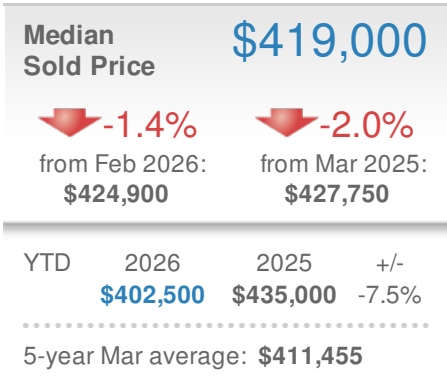 Median $419,000
Sold Price
-1.4% -2.0%
from Feb 2026: from Mar 2025:
$424,900 $427,750
YTD 2026 2025 +/-
$402,500 $435,000 -7.5%
5-year Mar average: $411,455